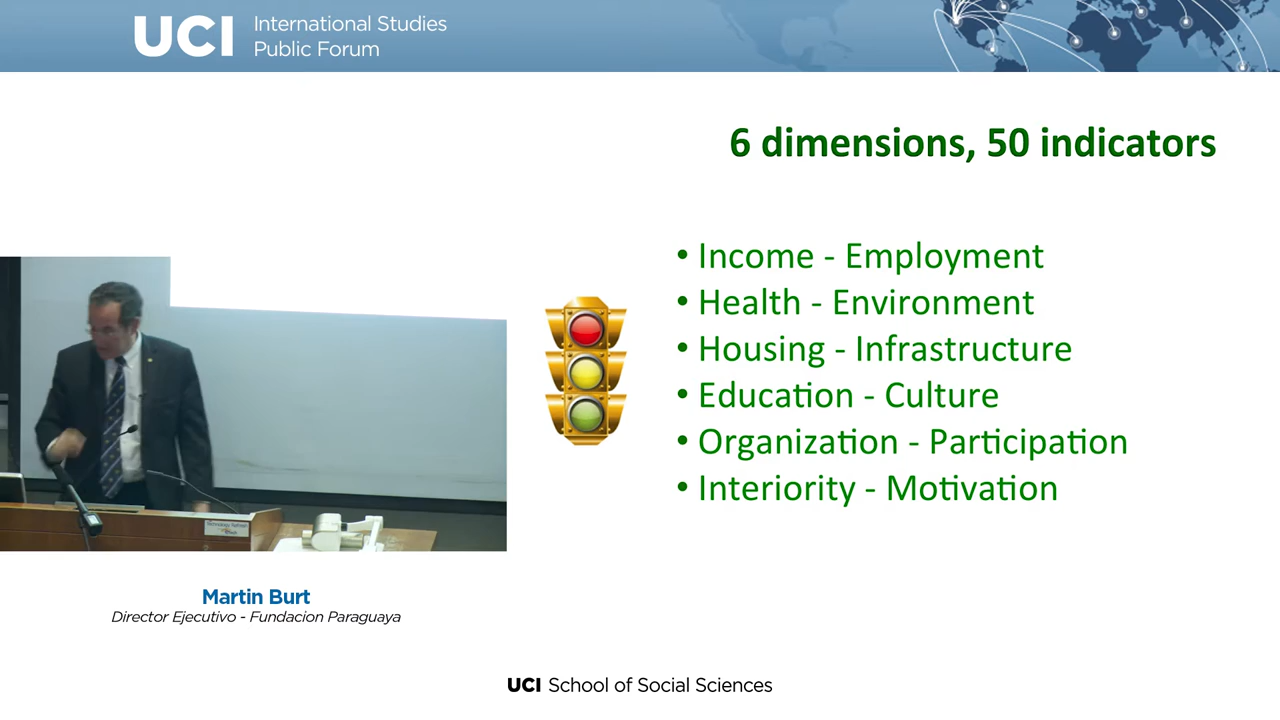 UCI International Studies
Public Forum
6 dimensions, 50 indicators
• Income - Employment
• Health - Environment
• Housing - Infrastructure
• Education - Culture
• Organization - Participation
• Interiority - Motivation
Martin Burt
Director Ejecutivo - Fundacion Paraguaya
UCI School of Social Sciences